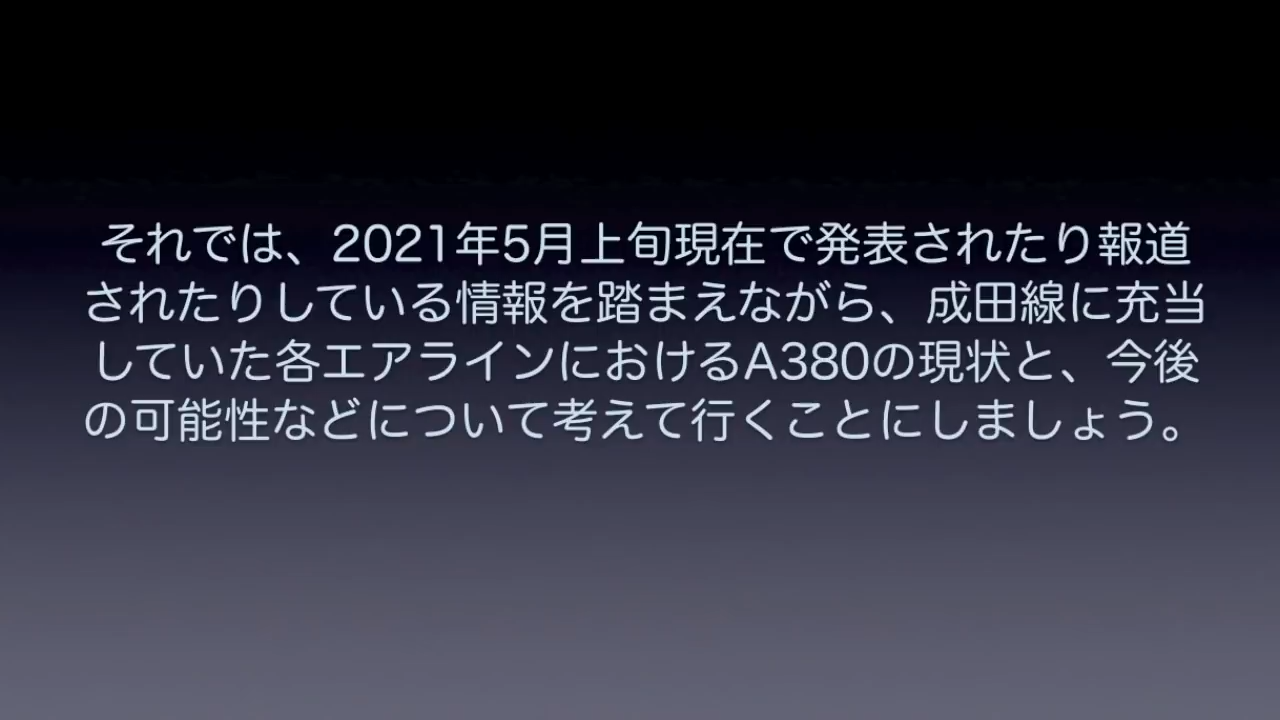 それでは、2021年5月上旬現在で発表されたり報道
されたりしている情報を踏まえながら、成田線に充当
していた各エアラインにおけるA380の現状と、今後
の可能性などについて考えて行くことにしましょう。